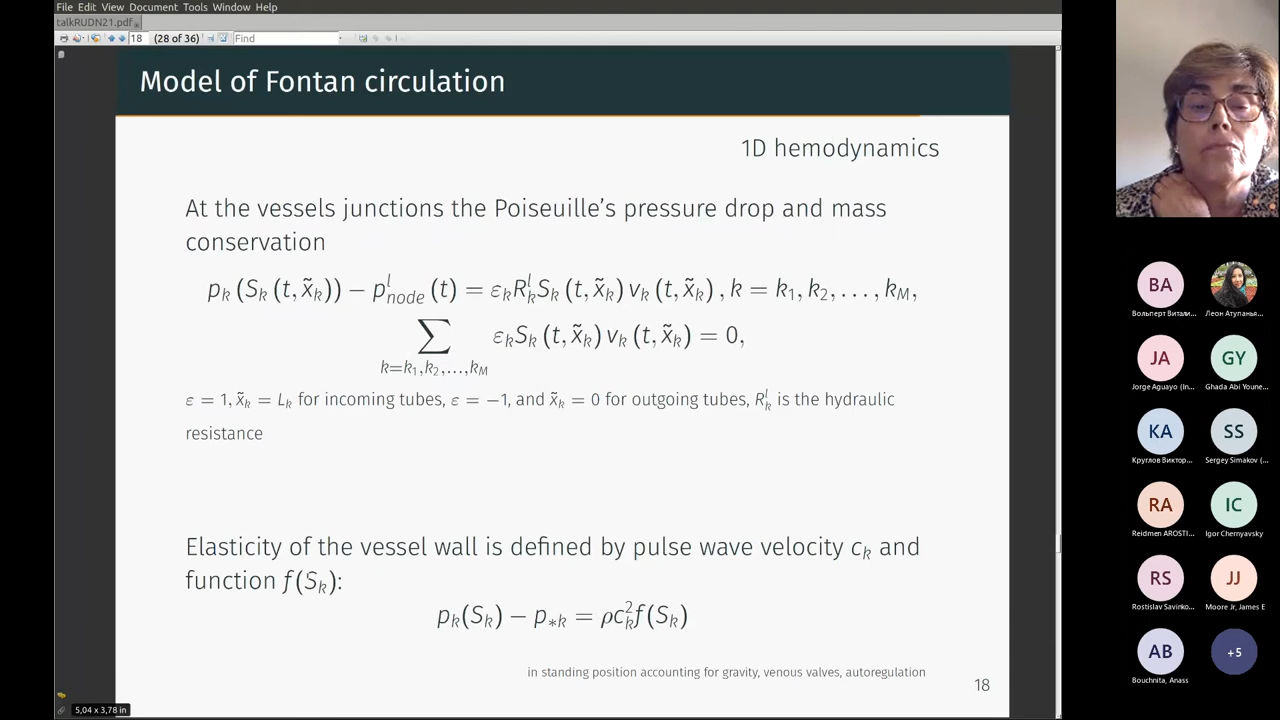 File Edit View Document Tools Window Help
talkRUDN21.pdf
18 (28 of 36) Find
Model of Fontan circulation
1D hemodynamics
At the vessels junctions the Poiseuille's pressure drop and mass
conservation
p_k (S_k (t, x̃_k)) − p^l_node (t) = ε_k R^l_k S_k (t, x̃_k) v_k (t, x̃_k) , k = k_1, k_2, . . . , k_M,
∑_{k=k_1,k_2,...,k_M} ε_k S_k (t, x̃_k) v_k (t, x̃_k) = 0,
ε = 1, x̃_k = L_k for incoming tubes, ε = −1, and x̃_k = 0 for outgoing tubes, R^l_k is the hydraulic
resistance
Elasticity of the vessel wall is defined by pulse wave velocity c_k and
function f(S_k):
p_k(S_k) − p_{*k} = ρc_k^2 f(S_k)
in standing position accounting for gravity, venous valves, autoregulation
18
5,04 x 3,78 in
BA
Вольперт Витали...
Леон Атупанья...
JA GY
Jorge Aguayo (In... Ghada Abi Youne...
KA SS
Круглов Виктор... Sergey Simakov (...
RA IC
Reidmen AROSTI... Igor Chernyavsky
RS JJ
Rostislav Savinko... Moore Jr, James E
AB +5
Bouchnita, Anass